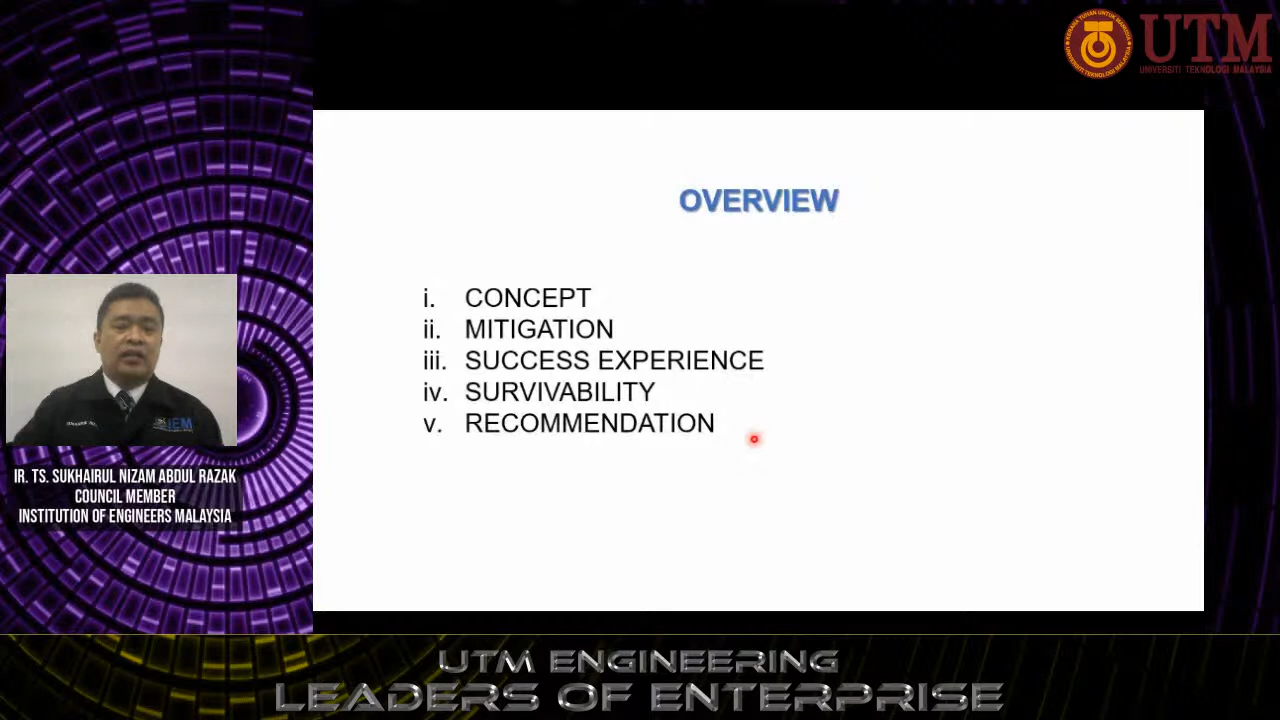 UTM
UNIVERSITI TEKNOLOGI MALAYSIA
OVERVIEW
i. CONCEPT
ii. MITIGATION
iii. SUCCESS EXPERIENCE
iv. SURVIVABILITY
v. RECOMMENDATION
IEM
IR. TS. SUKHAIRUL NIZAM ABDUL RAZAK
COUNCIL MEMBER
INSTITUTION OF ENGINEERS MALAYSIA
UTM ENGINEERING
LEADERS OF ENTERPRISE